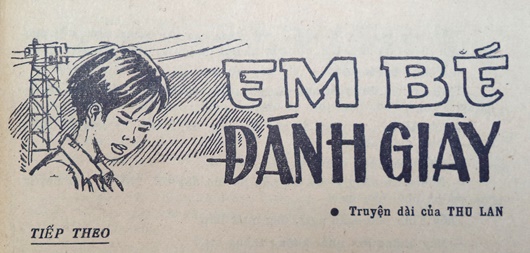 EM BÉ
ĐÁNH GIÀY
● Truyện dài của THU LAN
TIẾP THEO